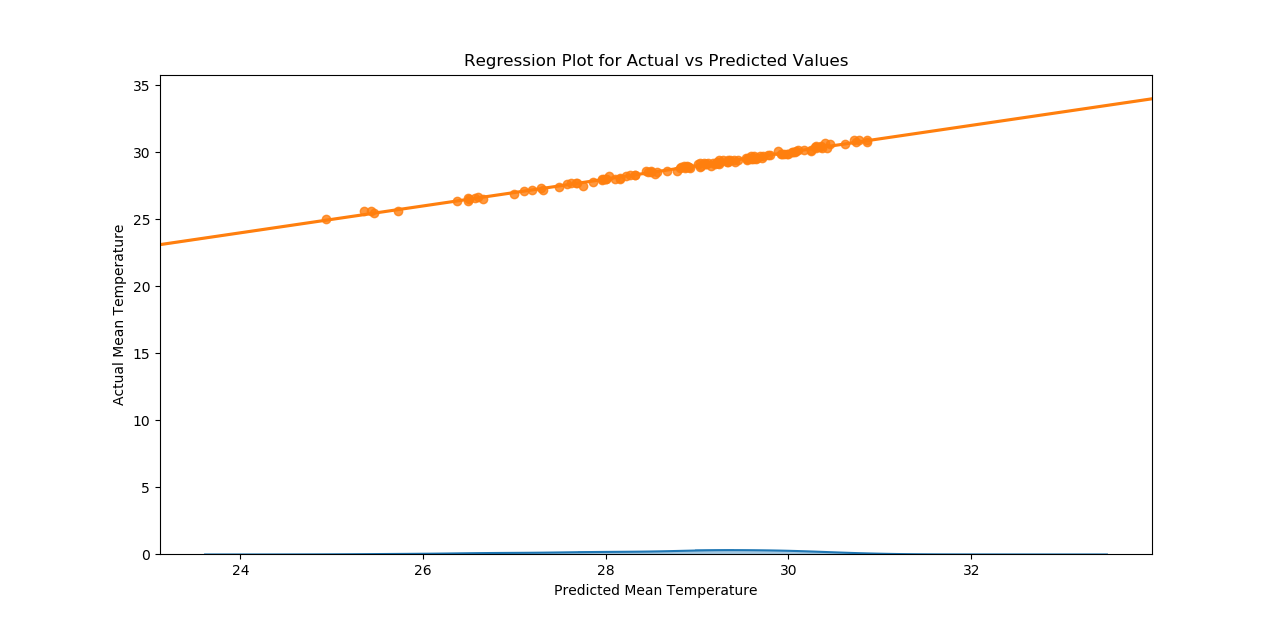 Regression Plot for Actual vs Predicted Values
35
30
25
20
15
10
5
0
Actual Mean Temperature
24 26 28 30 32
Predicted Mean Temperature